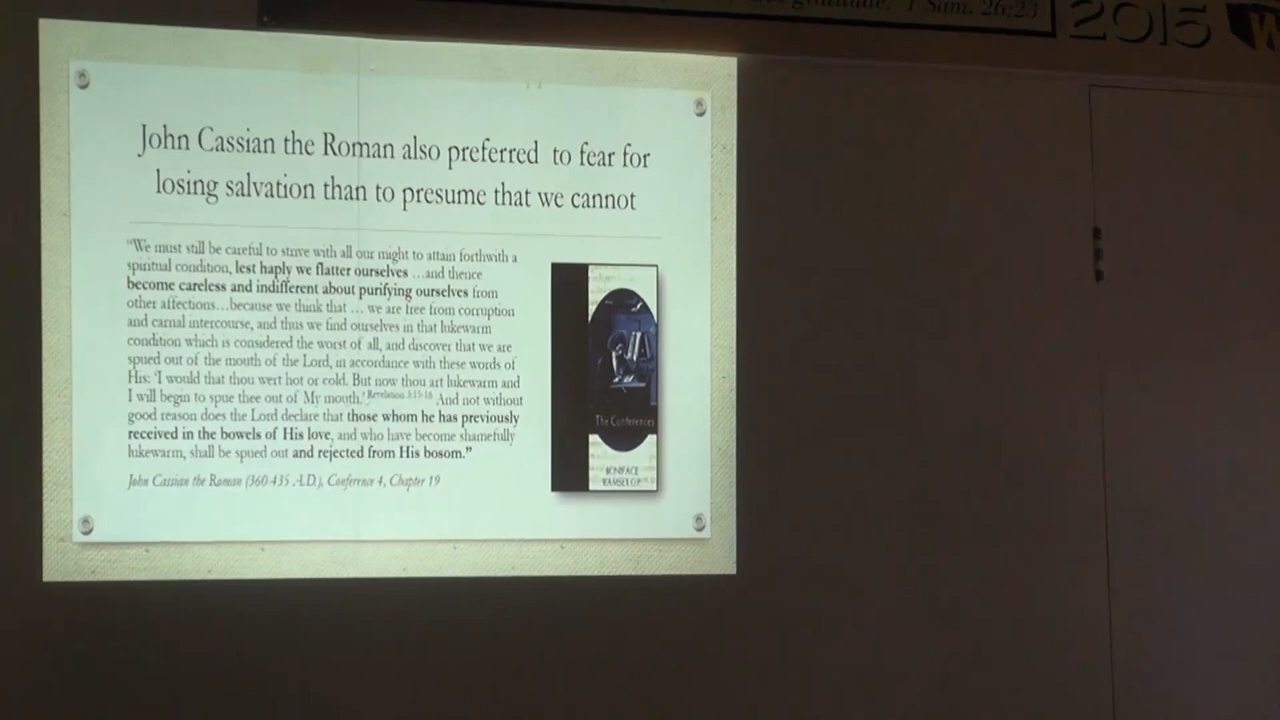 gratitude. 1 Sam. 26:23
2015
John Cassian the Roman also preferred to fear for
losing salvation than to presume that we cannot
“We must still be careful to strive with all our might to attain forthwith a
spiritual condition, lest haply we flatter ourselves …and thence
become careless and indifferent about purifying ourselves from
other affections…because we think that … we are free from corruption
and carnal intercourse, and thus we find ourselves in that lukewarm
condition which is considered the worst of all, and discover that we are
spued out of the mouth of the Lord, in accordance with these words of
His: 'I would that thou wert hot or cold. But now thou art lukewarm and
I will begin to spue thee out of My mouth.' Revelation 3:15-16 And not without
good reason does the Lord declare that those whom he has previously
received in the bowels of His love, and who have become shamefully
lukewarm, shall be spued out and rejected from His bosom.”
John Cassian the Roman (360-435 A.D.), Conference 4, Chapter 19
The Conferences
BONIFACE
RAMSEY O.P.